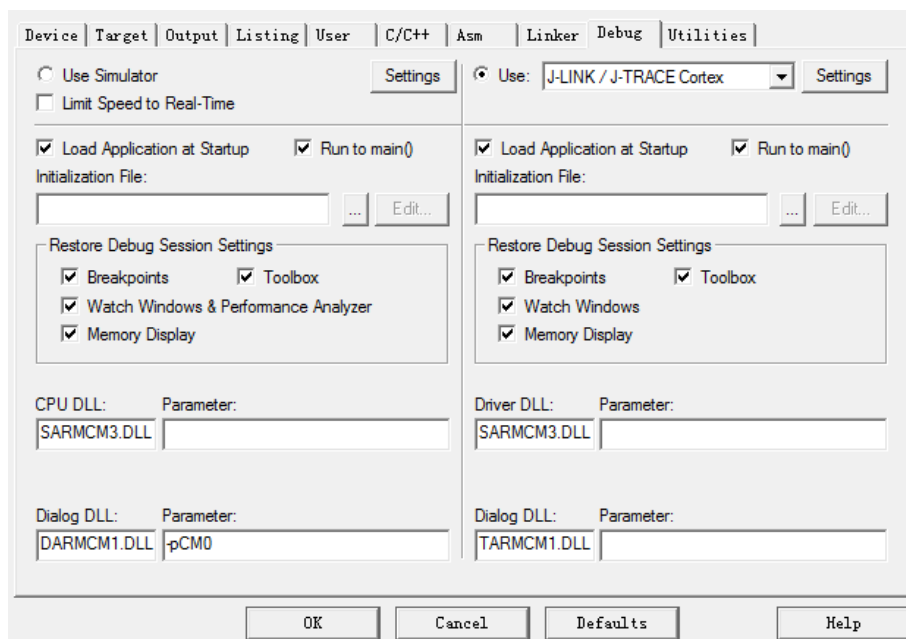 Device Target Output Listing User C/C++ Asm Linker Debug Utilities
Use Simulator
Settings
Limit Speed to Real-Time
Use:
J-LINK / J-TRACE Cortex
Settings
Load Application at Startup
Run to main()
Initialization File:
...
Edit...
Restore Debug Session Settings
Breakpoints
Toolbox
Watch Windows & Performance Analyzer
Memory Display
CPU DLL:
Parameter:
SARMCM3.DLL
Dialog DLL:
Parameter:
DARMCM1.DLL
-pCM0
Load Application at Startup
Run to main()
Initialization File:
...
Edit...
Restore Debug Session Settings
Breakpoints
Toolbox
Watch Windows
Memory Display
Driver DLL:
Parameter:
SARMCM3.DLL
Dialog DLL:
Parameter:
TARMCM1.DLL
OK
Cancel
Defaults
Help